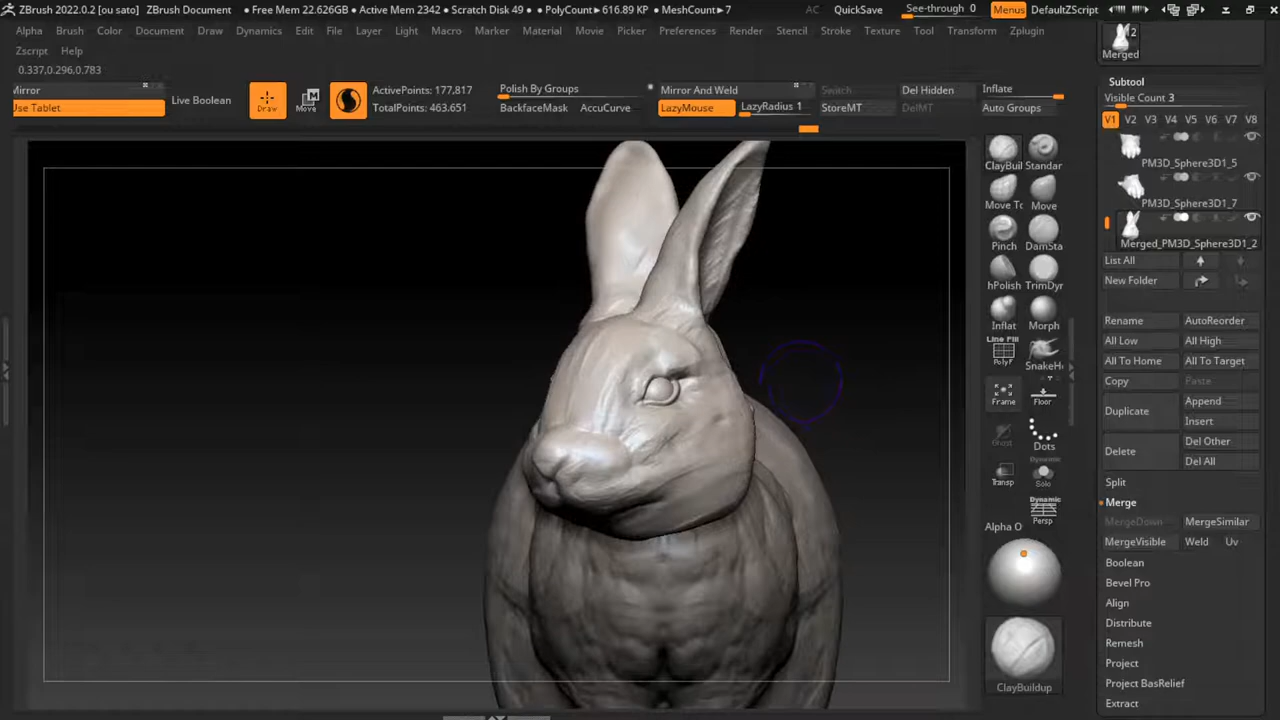 ZBrush 2022.0.2 [ou sato] ZBrush Document • Free Mem 22.626GB • Active Mem 2342 • Scratch Disk 49 • PolyCount▸ 616.89 KP • MeshCount▸ 7 AC QuickSave See-through 0 Menus DefaultZScript
Alpha Brush Color Document Draw Dynamics Edit File Layer Light Macro Marker Material Movie Picker Preferences Render Stencil Stroke Texture Tool Transform Zplugin
Zscript Help
0.337,0.296.0.783
Mirror
Use Tablet
Live Boolean
Draw
Move
M
ActivePoints: 177,817
TotalPoints: 463.651
Polish By Groups
BackfaceMask AccuCurve
Mirror And Weld
LazyMouse LazyRadius 1
Switch
StoreMT
Del Hidden
DelMT
Inflate
Auto Groups
ClayBuil Standar
Move To Move
Pinch DamSta
hPolish TrimDyr
Inflat Morph
Line Fill
PolyF SnakeH
Frame Floor
Ghost Dots
Dynamic
Transp Solo
Dynamic
Persp
Alpha O
ClayBuildup
2
Merged
Subtool
Visible Count 3
V1 V2 V3 V4 V5 V6 V7 V8
PM3D_Sphere3D1_5
PM3D_Sphere3D1_7
Merged_PM3D_Sphere3D1_2
List All
New Folder
Rename AutoReorder
All Low All High
All To Home All To Target
Copy Paste
Duplicate Append
Insert
Delete Del Other
Del All
Split
Merge
MergeDown MergeSimilar
MergeVisible Weld Uv
Boolean
Bevel Pro
Align
Distribute
Remesh
Project
Project BasRelief
Extract